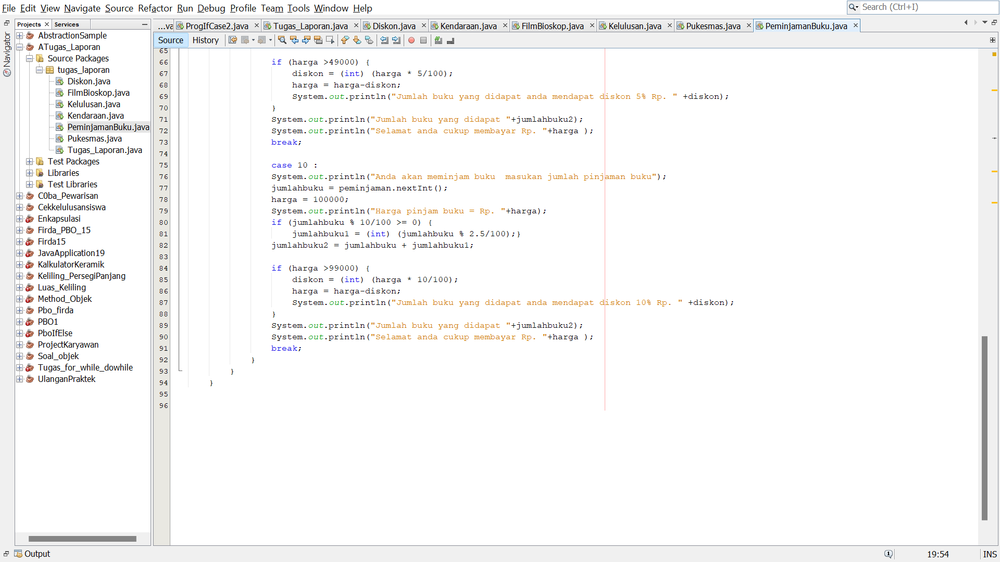 File Edit View Navigate Source Refactor Run Debug Profile Team Tools Window Help
Search (Ctrl+I)
Projects Services
Navigator
AbstractionSample
ATugas_Laporan
Source Packages
tugas_laporan
Diskon.java
FilmBioskop.java
Kelulusan.java
Kendaraan.java
PeminjamanBuku.java
Pukesmas.java
Tugas_Laporan.java
Test Packages
Libraries
Test Libraries
C0ba_Pewarisan
Cekkelulusansiswa
Enkapsulasi
Firda_PBO_15
Firda15
JavaApplication19
KalkulatorKeramik
Keliling_PersegiPanjang
Luas_Keliling
Method_Objek
Pbo_firda
PBO1
PboIfElse
ProjectKaryawan
Soal_objek
Tugas_for_while_dowhile
UlanganPraktek
...va ProgIfCase2.java Tugas_Laporan.java Diskon.java Kendaraan.java FilmBioskop.java Kelulusan.java Pukesmas.java PeminjamanBuku.java
Source History
65
66 if (harga >49000) {
67 diskon = (int) (harga * 5/100);
68 harga = harga-diskon;
69 System.out.println("Jumlah buku yang didapat anda mendapat diskon 5% Rp. " +diskon);
70 }
71 System.out.println("Jumlah buku yang didapat "+jumlahbuku2);
72 System.out.println("Selamat anda cukup membayar Rp. "+harga );
73 break;
74
75 case 10 :
76 System.out.println("Anda akan meminjam buku  masukan jumlah pinjaman buku");
77 jumlahbuku = peminjaman.nextInt();
78 harga = 100000;
79 System.out.println("Harga pinjam buku = Rp. "+harga);
80 if (jumlahbuku % 10/100 >= 0) {
81 jumlahbuku1 = (int) (jumlahbuku % 2.5/100);}
82 jumlahbuku2 = jumlahbuku + jumlahbuku1;
83
84 if (harga >99000) {
85 diskon = (int) (harga * 10/100);
86 harga = harga-diskon;
87 System.out.println("Jumlah buku yang didapat anda mendapat diskon 10% Rp. " +diskon);
88 }
89 System.out.println("Jumlah buku yang didapat "+jumlahbuku2);
90 System.out.println("Selamat anda cukup membayar Rp. "+harga );
91 break;
92 }
93 }
94 }
95
96
Output
1
19:54
INS